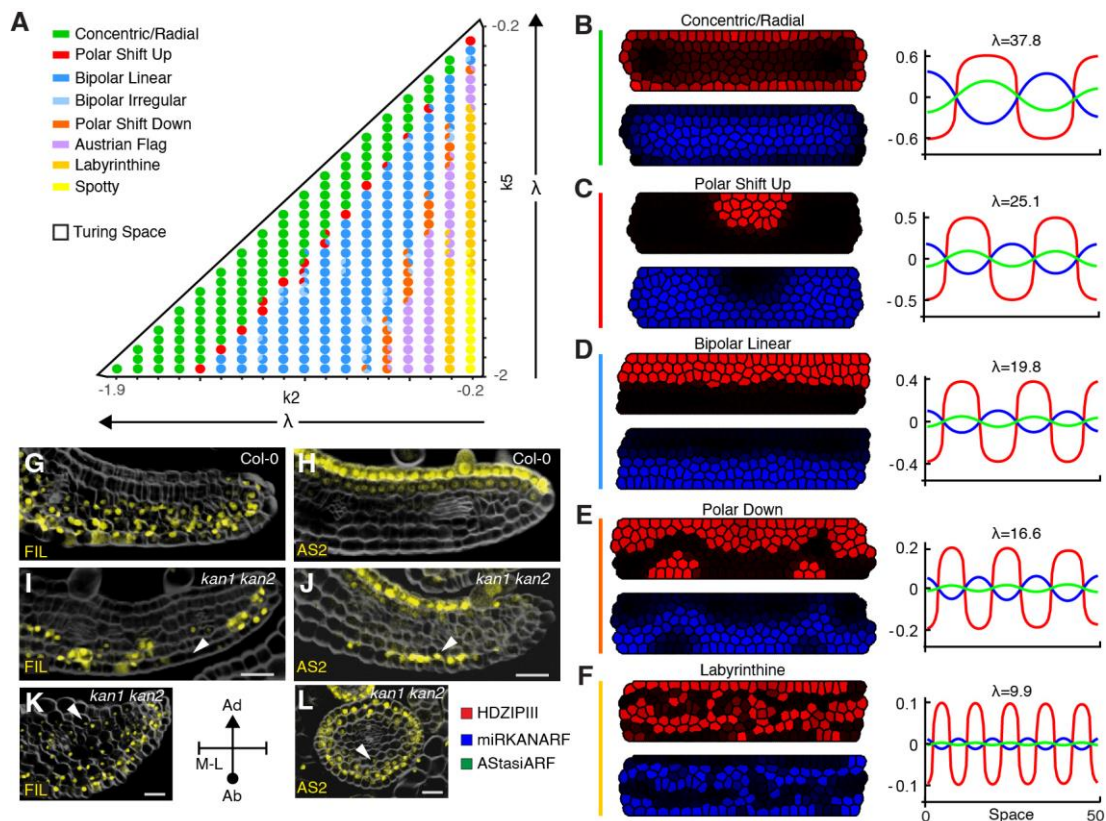 A
Concentric/Radial
Polar Shift Up
Bipolar Linear
Bipolar Irregular
Polar Shift Down
Austrian Flag
Labyrinthine
Spotty
Turing Space
-0.2
k5
λ
-2
-1.9
k2
-0.2
λ
B
Concentric/Radial
λ=37.8
0.6
0
-0.6
C
Polar Shift Up
λ=25.1
0.5
0
-0.5
D
Bipolar Linear
λ=19.8
0.4
0
-0.4
E
Polar Down
λ=16.6
0.2
0
-0.2
F
Labyrinthine
λ=9.9
0.1
0
-0.1
0
Space
50
G
Col-0
FIL
H
Col-0
AS2
I
kan1 kan2
FIL
J
kan1 kan2
AS2
K
kan1 kan2
FIL
Ad
M-L
Ab
L
kan1 kan2
AS2
HDZIPIII
miRKANARF
AStasiARF